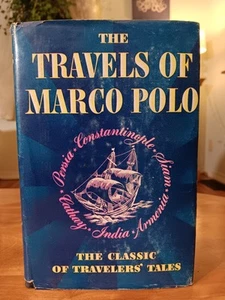 THE
TRAVELS OF
MARCO POLO
Persia · Constantinople · Siam
Cathay · India · Armenia
THE CLASSIC
OF TRAVELERS' TALES